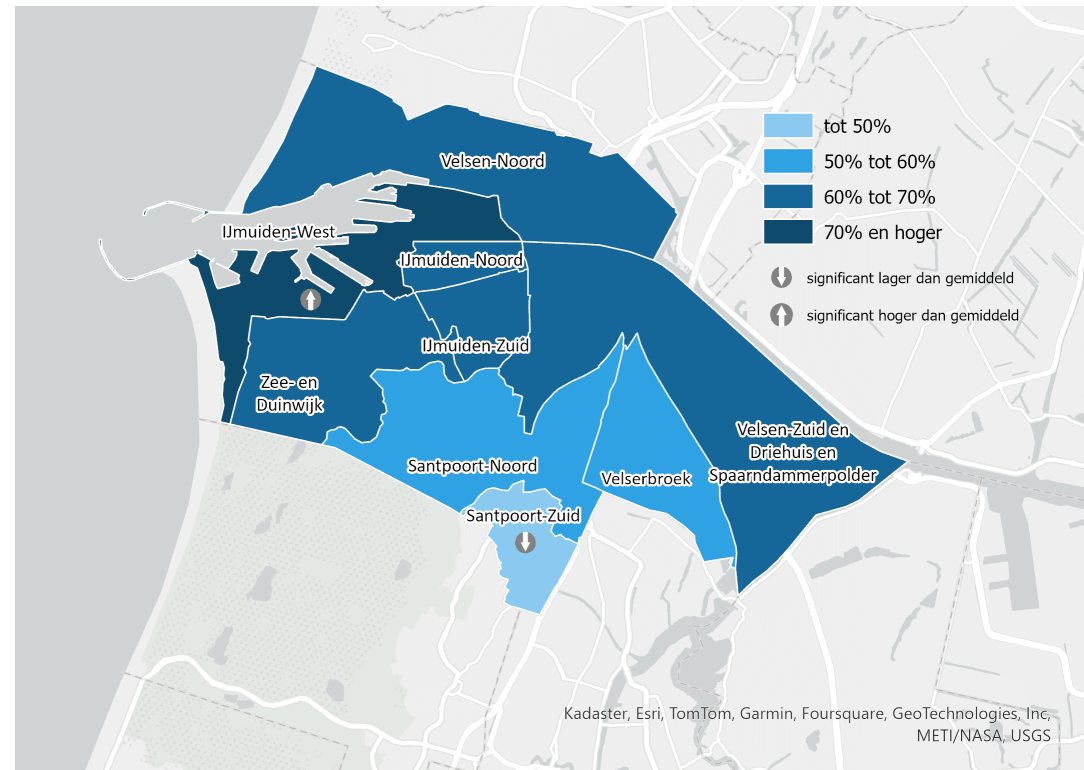 tot 50%
50% tot 60%
60% tot 70%
70% en hoger
significant lager dan gemiddeld
significant hoger dan gemiddeld
Velsen-Noord
IJmuiden-West
IJmuiden-Noord
IJmuiden-Zuid
Zee- en
Duinwijk
Velsen-Zuid en
Driehuis en
Spaarndammerpolder
Santpoort-Noord
Velserbroek
Santpoort-Zuid
Kadaster, Esri, TomTom, Garmin, Foursquare, GeoTechnologies, Inc,
METI/NASA, USGS